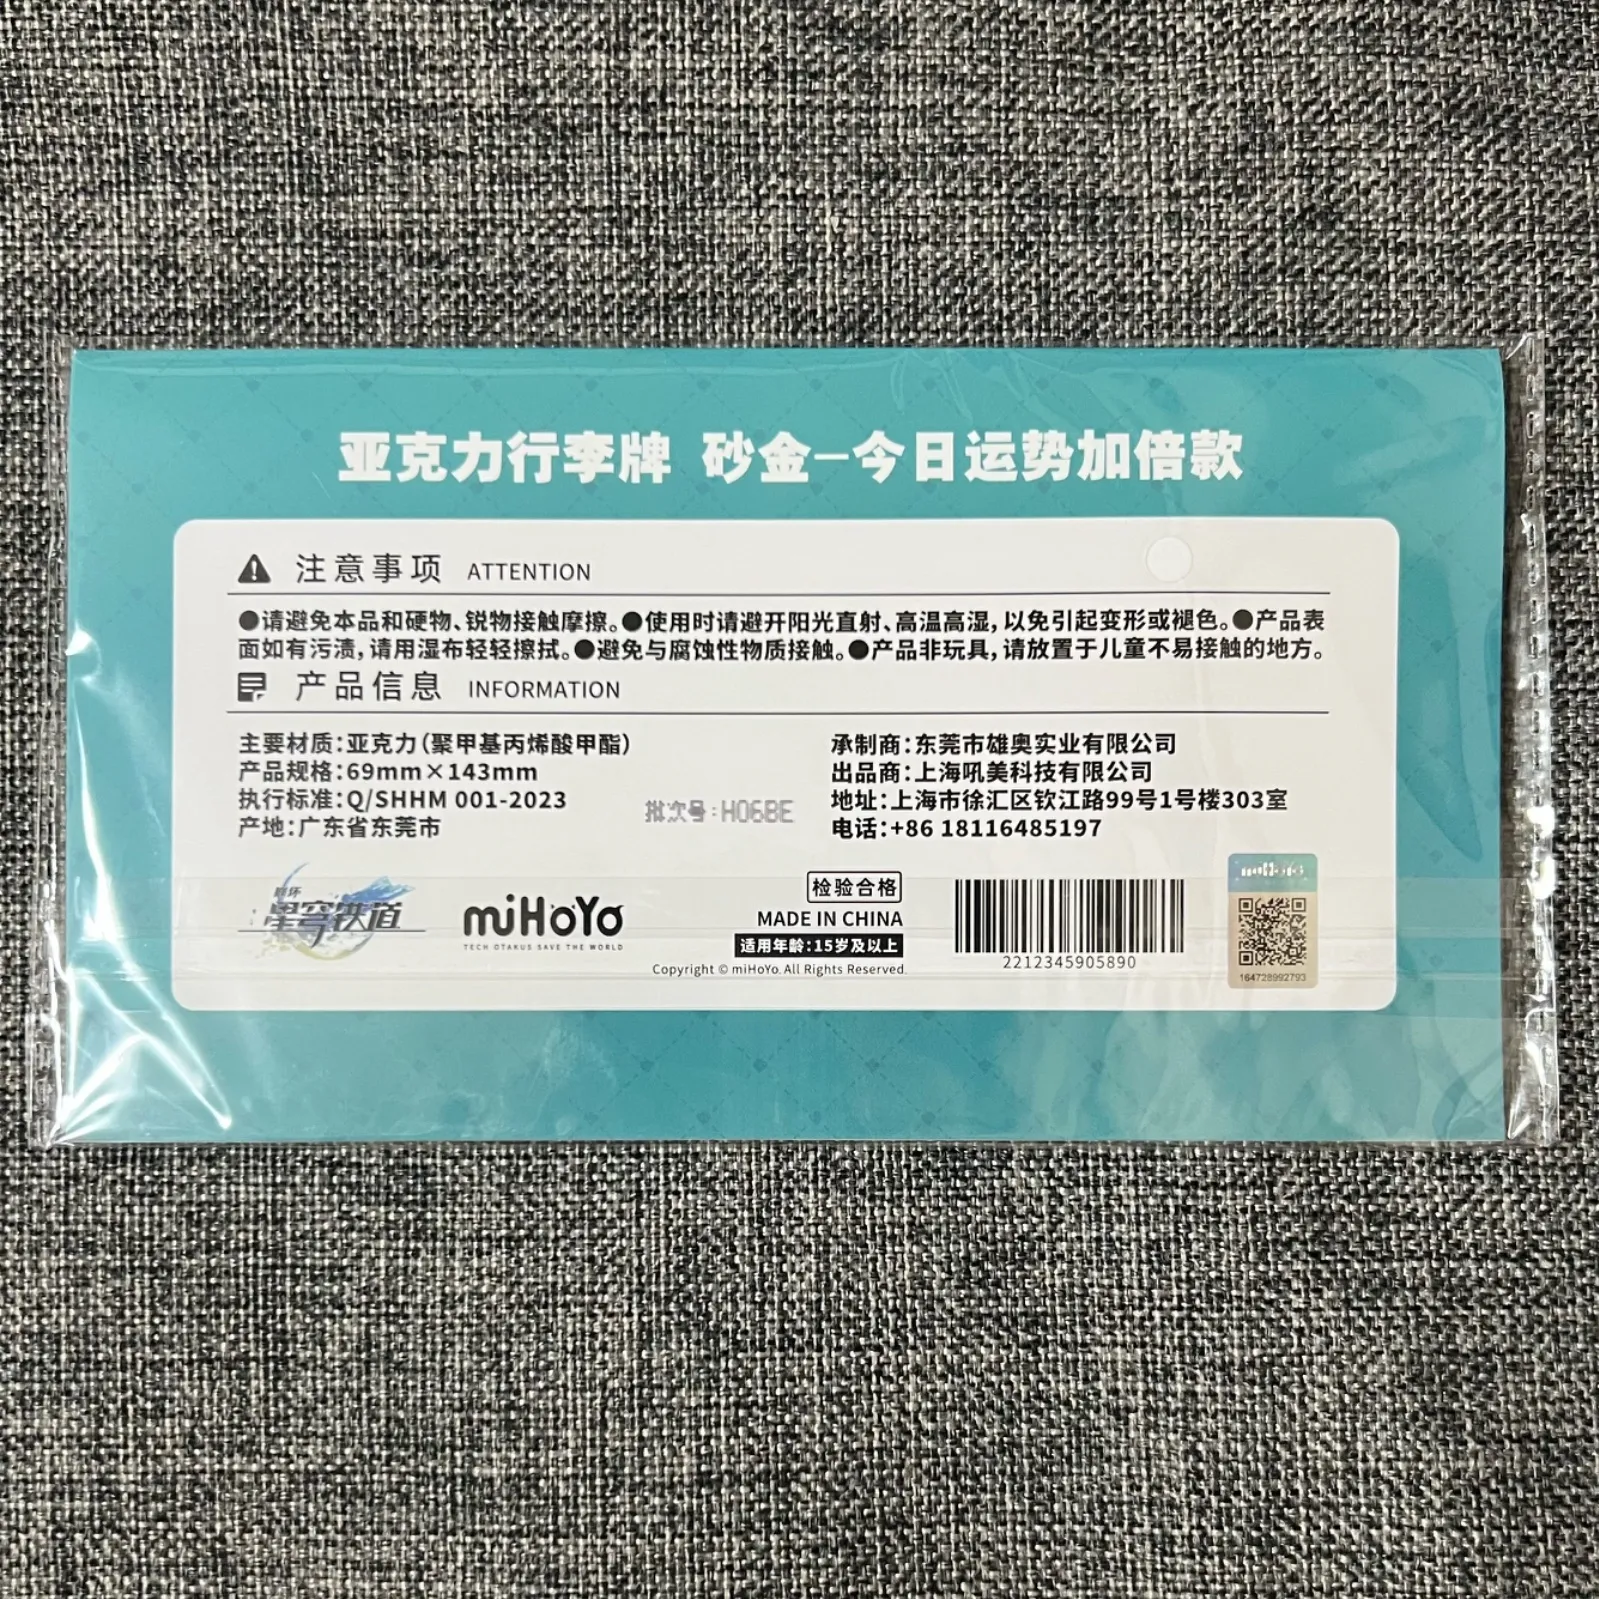 亚克力行李牌 砂金-今日运势加倍款
注意事项 ATTENTION
●请避免本品和硬物、锐物接触摩擦。●使用时请避开阳光直射、高温高湿,以免引起变形或褪色。●产品表
面如有污渍,请用湿布轻轻擦拭。●避免与腐蚀性物质接触。●产品非玩具,请放置于儿童不易接触的地方。
产品信息 INFORMATION
主要材质:亚克力(聚甲基丙烯酸甲酯)
产品规格:69mm×143mm
执行标准:Q/SHHM 001-2023
产地:广东省东莞市
批次号:H06BE
承制商:东莞市雄奥实业有限公司
出品商:上海吼美科技有限公司
地址:上海市徐汇区钦江路99号1号楼303室
电话:+86 18116485197
崩坏
星穹铁道
miHoYo
TECH OTAKUS SAVE THE WORLD
检验合格
MADE IN CHINA
适用年龄:15岁及以上
Copyright © miHoYo. All Rights Reserved.
2212345905890
miHoYo
164728992793